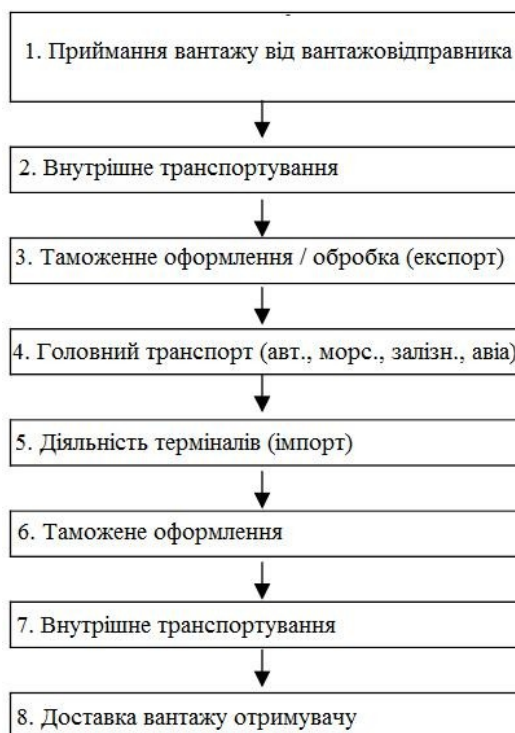 1. Приймання вантажу від вантажовідправника
2. Внутрішне транспортування
3. Таможенне оформлення / обробка (експорт)
4. Головний транспорт (авт., морс., залізн., авіа)
5. Діяльність терміналів (імпорт)
6. Таможене оформлення
7. Внутрішне транспортування
8. Доставка вантажу отримувачу